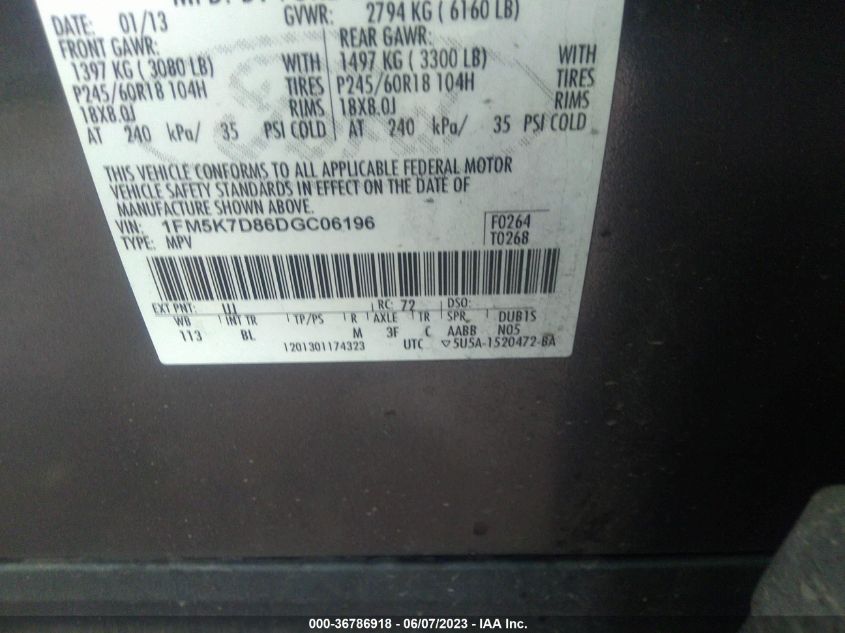 DATE: 01/13 GVWR: 2794 KG ( 6160 LB)
FRONT GAWR: REAR GAWR:
1397 KG ( 3080 LB) WITH 1497 KG ( 3300 LB) WITH
P245/60R18 104H TIRES P245/60R18 104H TIRES
18X8.0J RIMS 18X8.0J RIMS
AT 240 kPa/ 35 PSI COLD AT 240 kPa/ 35 PSI COLD
THIS VEHICLE CONFORMS TO ALL APPLICABLE FEDERAL MOTOR
VEHICLE SAFETY STANDARDS IN EFFECT ON THE DATE OF
MANUFACTURE SHOWN ABOVE.
VIN: 1FM5K7D86DGC06196 F0264
TYPE: MPV T0268
EXT PNT: UJ RC: 72 DSO:
WB INT TR TP/PS R AXLE TR SPR DUB1S
113 BL M 3F C AABB N05
1201301174323 UTC ▽5U5A-1520472-BA
000-36786918 - 06/07/2023 - IAA Inc.